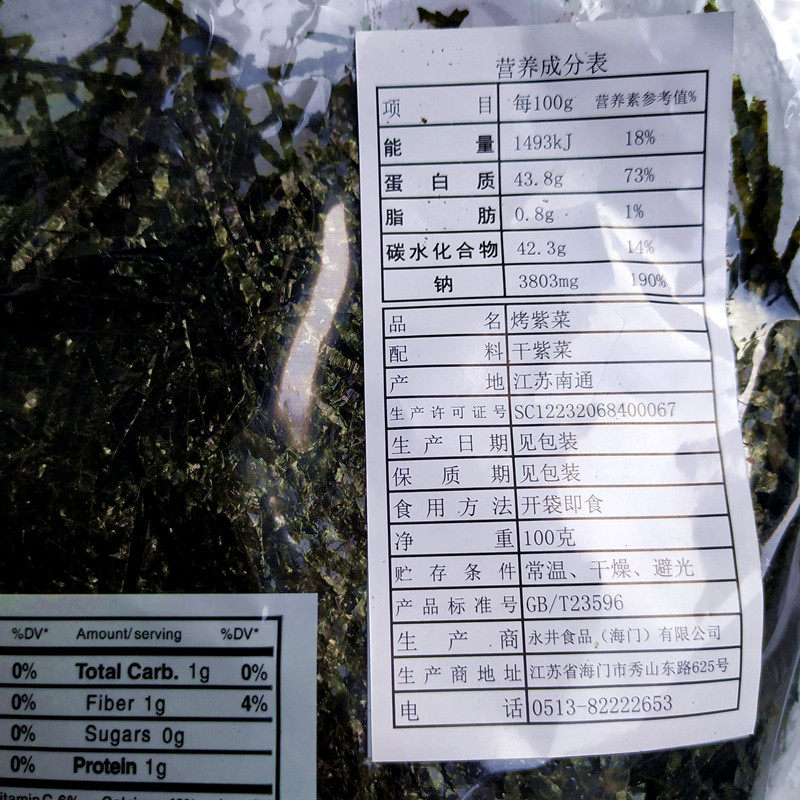 营养成分表
项目 每100g 营养素参考值%
能量 1493kJ 18%
蛋白质 43.8g 73%
脂肪 0.8g 1%
碳水化合物 42.3g 14%
钠 3803mg 190%
品名 烤紫菜
配料 干紫菜
产地 江苏南通
生产许可证号 SC12232068400067
生产日期 见包装
保质期 见包装
食用方法 开袋即食
净重 100克
贮存条件 常温、干燥、避光
产品标准号 GB/T23596
生产商 永井食品（海门）有限公司
生产商地址 江苏省海门市秀山东路625号
电话 0513-82222653
%DV* Amount/serving %DV*
0% Total Carb. 1g 0%
0% Fiber 1g 4%
0% Sugars 0g
0% Protein 1g